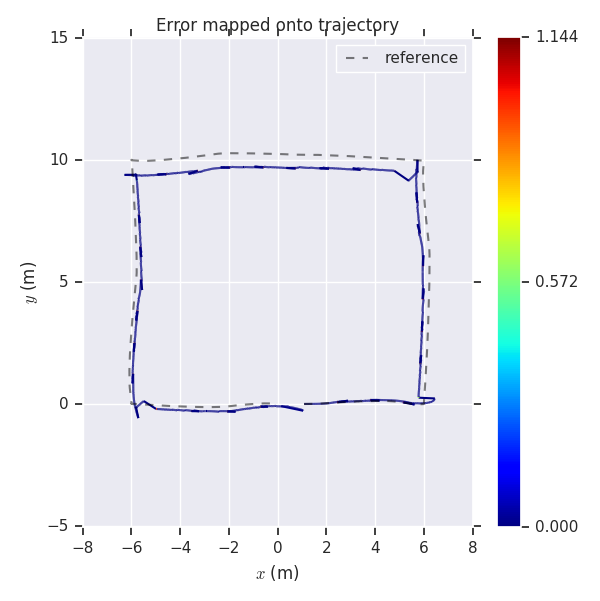 Error mapped onto trajectory
reference
15
10
5
0
−5
y (m)
−8 −6 −4 −2 0 2 4 6 8
x (m)
1.144
0.572
0.000